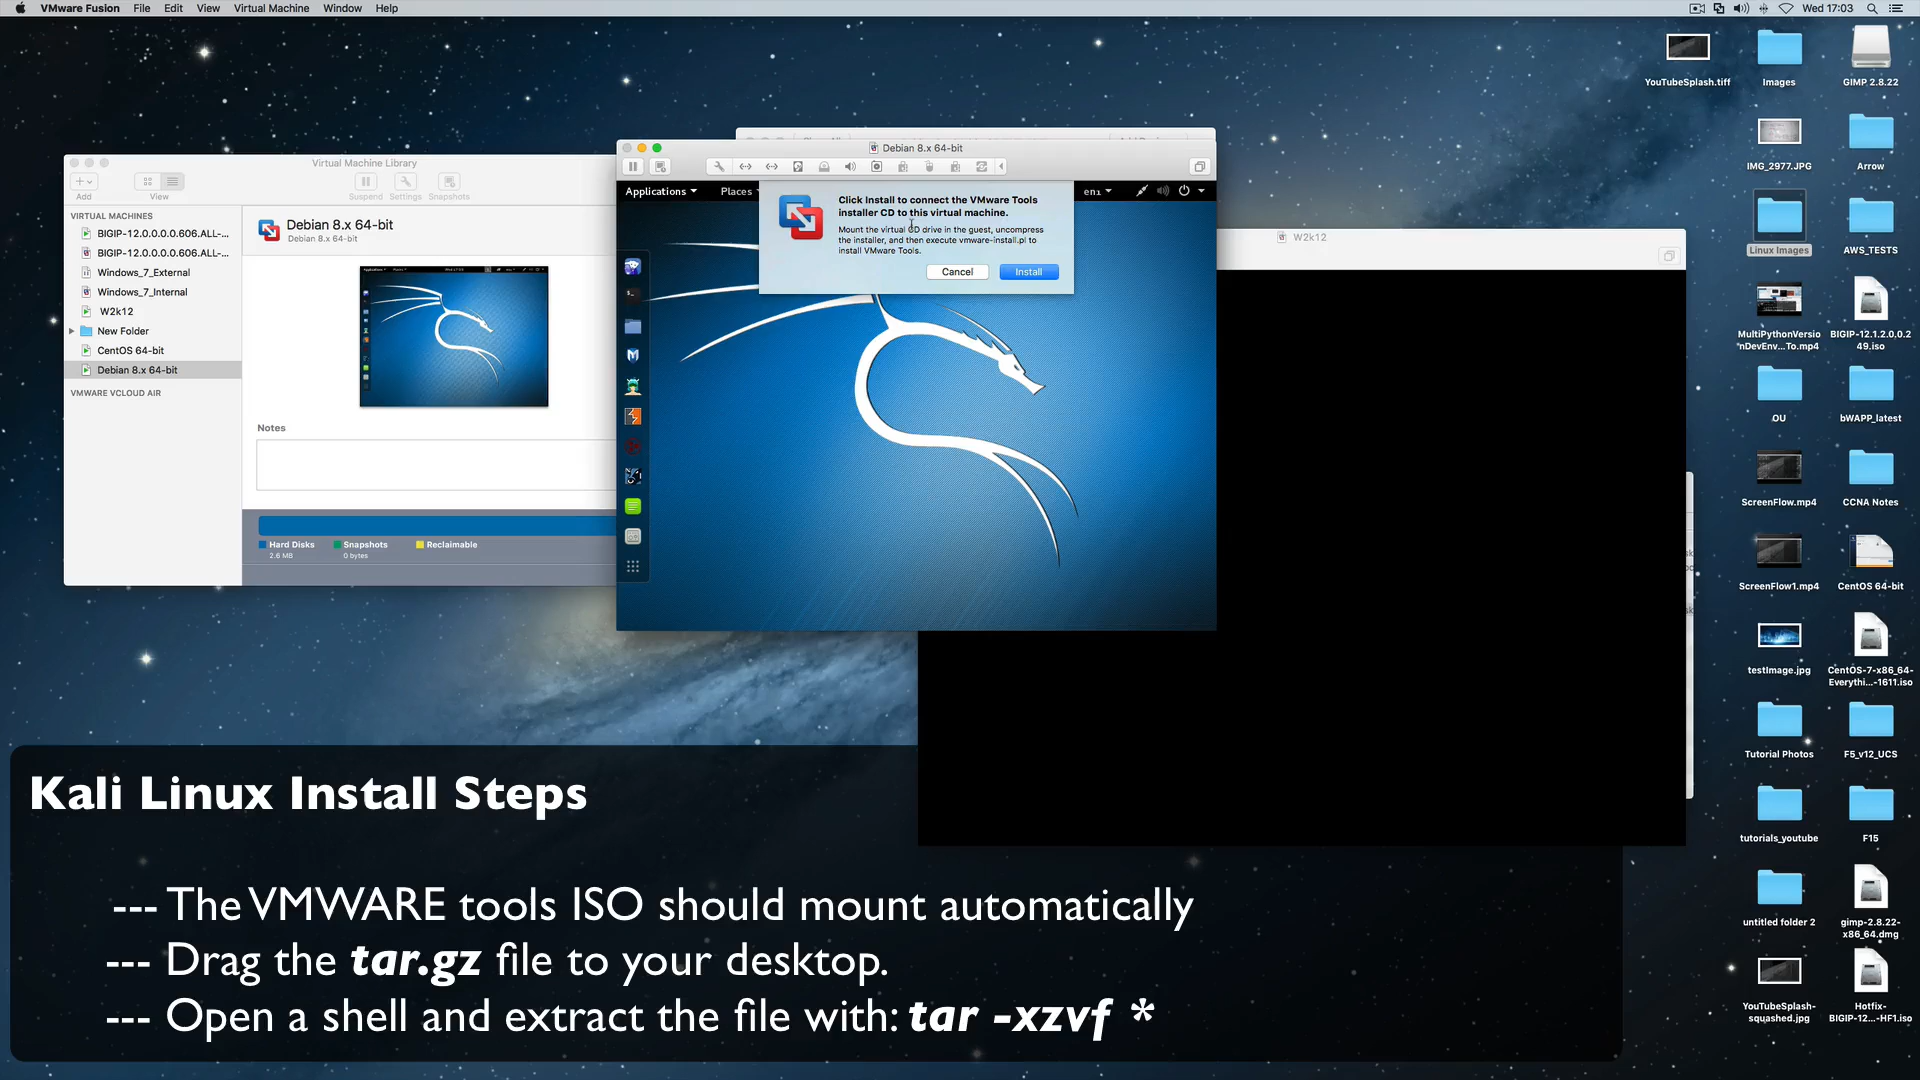 VMware Fusion File Edit View Virtual Machine Window Help
Wed 17:03
YouTubeSplash.tiff
Images
GIMP 2.8.22
IMG_2977.JPG
Arrow
Linux Images
AWS_TESTS
MultiPythonVersio
nDevEnv...To.mp4
BIGIP-12.1.2.0.0.2
49.iso
OU
bWAPP_latest
ScreenFlow.mp4
CCNA Notes
ScreenFlow1.mp4
CentOS 64-bit
testImage.jpg
CentOS-7-x86_64-
Everythi...-1611.iso
Tutorial Photos
F5_v12_UCS
tutorials_youtube
F15
untitled folder 2
gimp-2.8.22-
x86_64.dmg
YouTubeSplash-
squashed.jpg
Hotfix-
BIGIP-12...-HF1.iso
Virtual Machine Library
Add
View
Suspend Settings Snapshots
VIRTUAL MACHINES
BIGIP-12.0.0.0.0.606.ALL-...
BIGIP-12.0.0.0.0.606.ALL-...
Windows_7_External
Windows_7_Internal
W2k12
New Folder
CentOS 64-bit
Debian 8.x 64-bit
VMWARE VCLOUD AIR
Debian 8.x 64-bit
Debian 8.x 64-bit
Notes
Hard Disks
2.6 MB
Snapshots
0 bytes
Reclaimable
Debian 8.x 64-bit
Applications Places
en1
Click Install to connect the VMware Tools
installer CD to this virtual machine.
Mount the virtual CD drive in the guest, uncompress
the installer, and then execute vmware-install.pl to
install VMware Tools.
Cancel
Install
W2k12
Kali Linux Install Steps
--- The VMWARE tools ISO should mount automatically
--- Drag the tar.gz file to your desktop.
--- Open a shell and extract the file with: tar -xzvf *